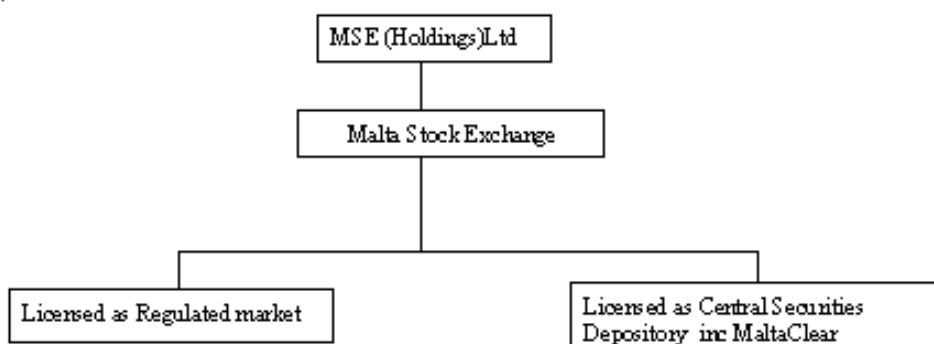 MSE (Holdings)Ltd
Malta Stock Exchange
Licensed as Regulated market
Licensed as Central Securities
Depository inc MaltaClear